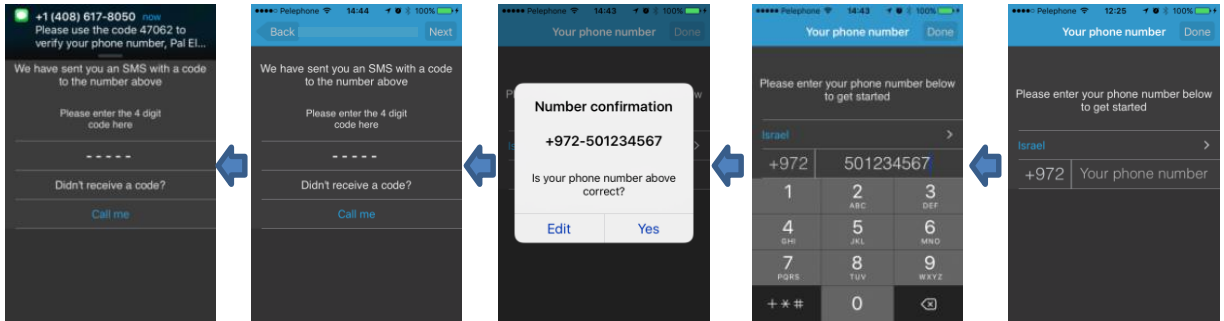 +1 (408) 617-8050 now
Please use the code 47062 to
verify your phone number, Pal El...
We have sent you an SMS with a code
to the number above
Please enter the 4 digit
code here
- - - - -
Didn't receive a code?
Call me
Pelephone 14:44 100%
Back Next
We have sent you an SMS with a code
to the number above
Please enter the 4 digit
code here
- - - - -
Didn't receive a code?
Call me
Pelephone 14:43 100%
Your phone number Done
Number confirmation
+972-501234567
Is your phone number above
correct?
Edit Yes
Pelephone 14:43 100%
Your phone number Done
Please enter your phone number below
to get started
Israel >
+972 501234567
1 2 3
ABC DEF
4 5 6
GHI JKL MNO
7 8 9
PQRS TUV WXYZ
+*# 0
Pelephone 12:25 100%
Your phone number Done
Please enter your phone number below
to get started
Israel >
+972 Your phone number